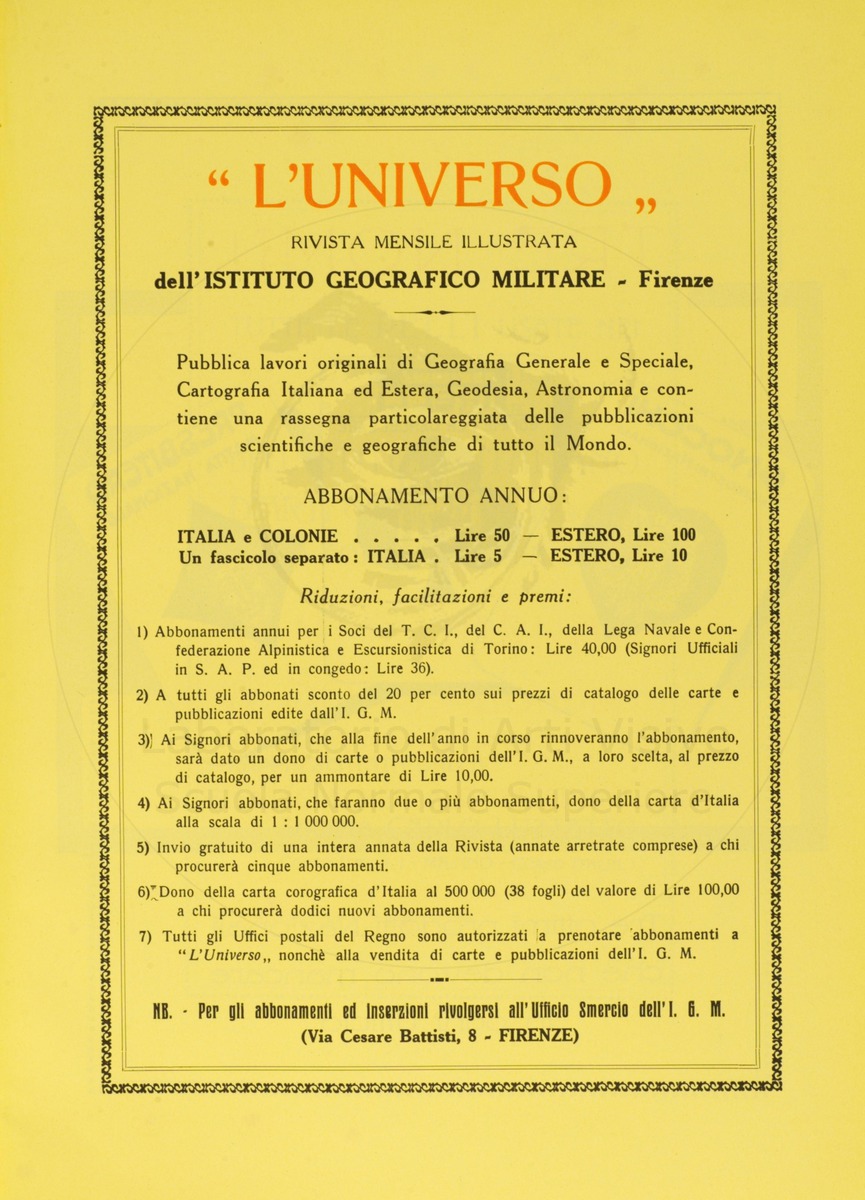 “ L'UNIVERSO „
RIVISTA MENSILE ILLUSTRATA
dell' ISTITUTO GEOGRAFICO MILITARE - Firenze
Pubblica lavori originali di Geografia Generale e Speciale,
Cartografia Italiana ed Estera, Geodesia, Astronomia e con-
tiene una rassegna particolareggiata delle pubblicazioni
scientifiche e geografiche di tutto il Mondo.
ABBONAMENTO ANNUO:
ITALIA e COLONIE . . . . . Lire 50 — ESTERO, Lire 100
Un fascicolo separato: ITALIA . Lire 5 — ESTERO, Lire 10
Riduzioni, facilitazioni e premi:
1) Abbonamenti annui per i Soci del T. C. I., del C. A. I., della Lega Navale e Con-
federazione Alpinistica e Escursionistica di Torino: Lire 40,00 (Signori Ufficiali
in S. A. P. ed in congedo: Lire 36).
2) A tutti gli abbonati sconto del 20 per cento sui prezzi di catalogo delle carte e
pubblicazioni edite dall'I. G. M.
3) Ai Signori abbonati, che alla fine dell'anno in corso rinnoveranno l'abbonamento,
sarà dato un dono di carte o pubblicazioni dell'I. G. M., a loro scelta, al prezzo
di catalogo, per un ammontare di Lire 10,00.
4) Ai Signori abbonati, che faranno due o più abbonamenti, dono della carta d'Italia
alla scala di 1 : 1 000 000.
5) Invio gratuito di una intera annata della Rivista (annate arretrate comprese) a chi
procurerà cinque abbonamenti.
6) Dono della carta corografica d'Italia al 500 000 (38 fogli) del valore di Lire 100,00
a chi procurerà dodici nuovi abbonamenti.
7) Tutti gli Uffici postali del Regno sono autorizzati a prenotare abbonamenti a
“L'Universo„ nonchè alla vendita di carte e pubblicazioni dell'I. G. M.
NB. - Per gli abbonamenti ed inserzioni rivolgersi all'Ufficio Smercio dell'I. G. M.
(Via Cesare Battisti, 8 - FIRENZE)